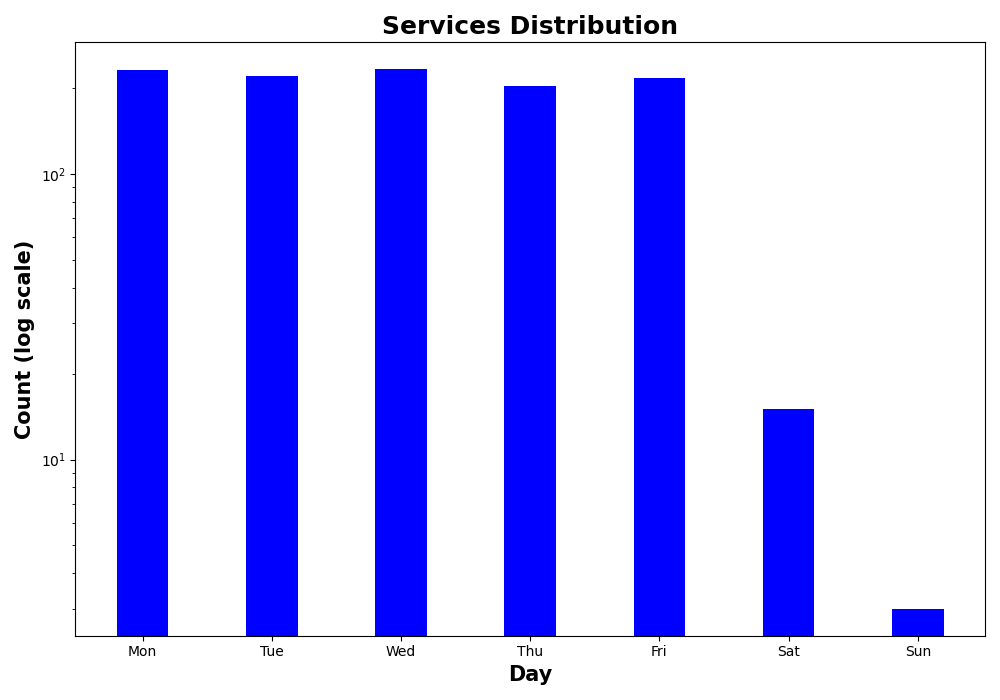 Services Distribution
Count (log scale)
10²
10¹
Mon Tue Wed Thu Fri Sat Sun
Day